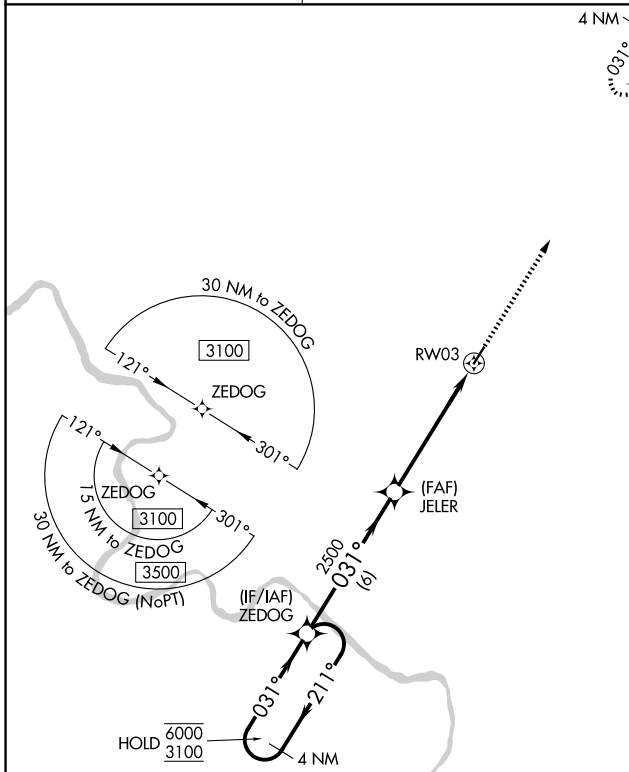 4 NM
031°
30 NM to ZEDOG
3100
121°
ZEDOG
301°
RW03
121°
ZEDOG
301°
3100
15 NM to ZEDOG
3500
30 NM to ZEDOG (NoPT)
(FAF)
JELER
2500
031°
(6)
(IF/IAF)
ZEDOG
031°
211°
HOLD 6000
3100
4 NM